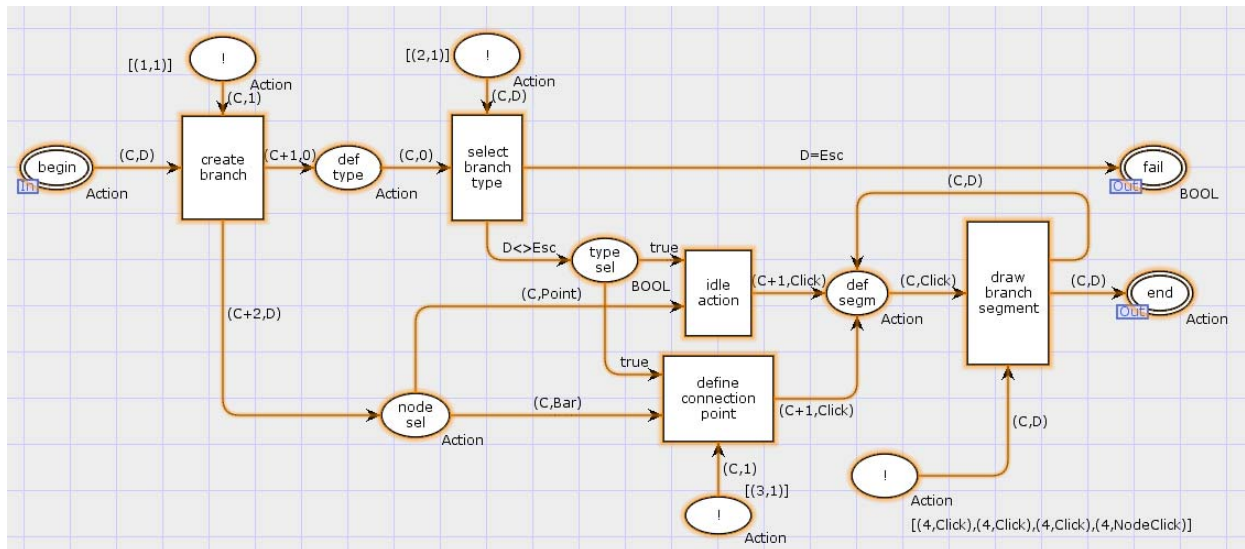 !
[(1,1)]
Action
(C,1)
!
[(2,1)]
Action
(C,D)
begin
In
Action
(C,D)
create
branch
(C+1,0)
def
type
Action
(C,0)
select
branch
type
D=Esc
fail
Out
BOOL
(C,D)
D<>Esc
type
sel
BOOL
true
idle
action
(C+1,Click)
def
segm
Action
(C,Click)
draw
branch
segment
(C,D)
end
Out
Action
(C,Point)
(C+2,D)
true
define
connection
point
(C+1,Click)
node
sel
Action
(C,Bar)
(C,D)
(C,1)
[(3,1)]
!
Action
!
Action
[(4,Click),(4,Click),(4,Click),(4,NodeClick)]